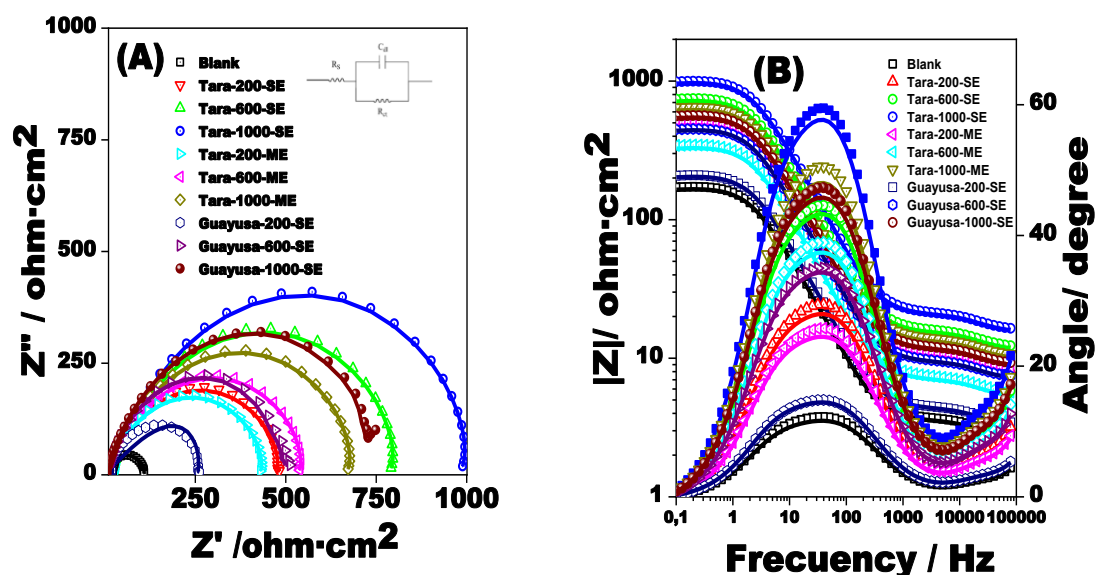 (A)
Z'' / ohm·cm2
1000
750
500
250
0
250
500
750
1000
Z' /ohm·cm2
Blank
Tara-200-SE
Tara-600-SE
Tara-1000-SE
Tara-200-ME
Tara-600-ME
Tara-1000-ME
Guayusa-200-SE
Guayusa-600-SE
Guayusa-1000-SE
Rs
Cdl
Rct
(B)
|Z|/ ohm·cm2
1000
100
10
1
0,1
1
10
100
1000
10000
100000
Frecuency / Hz
Blank
Tara-200-SE
Tara-600-SE
Tara-1000-SE
Tara-200-ME
Tara-600-ME
Tara-1000-ME
Guayusa-200-SE
Guayusa-600-SE
Guayusa-1000-SE
60
40
20
0
Angle/ degree